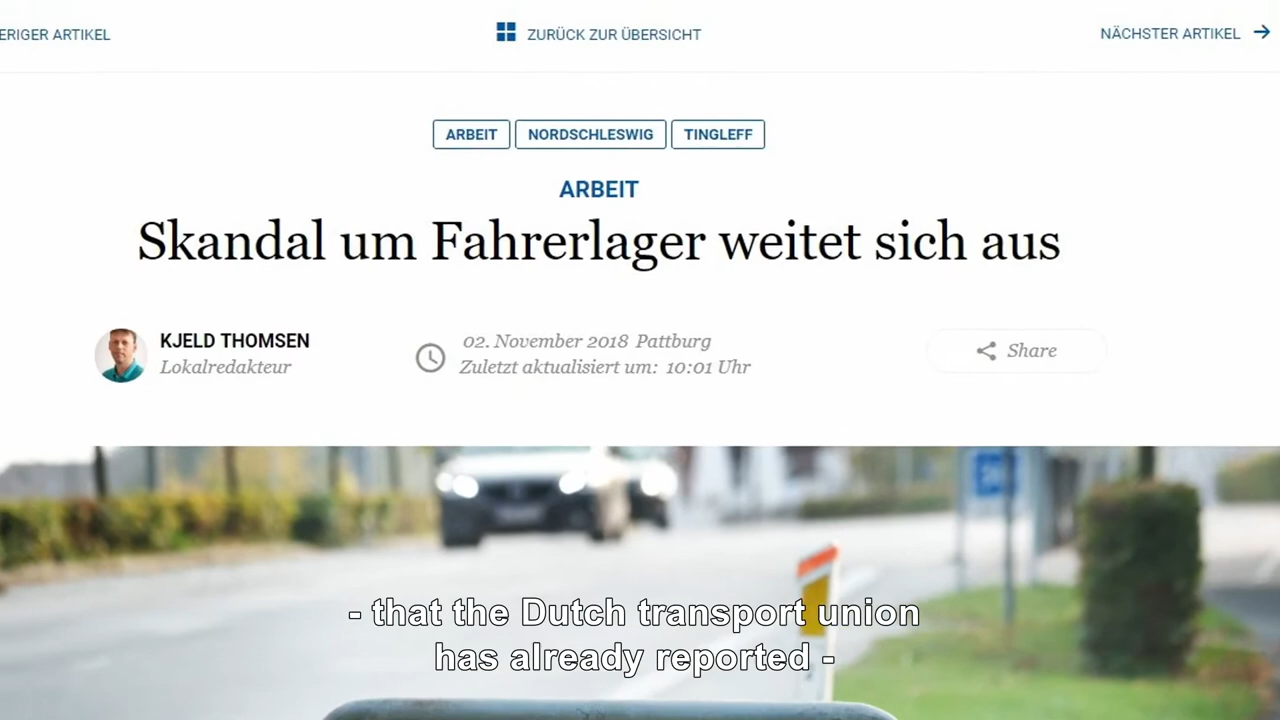 ERIGER ARTIKEL
ZURÜCK ZUR ÜBERSICHT
NÄCHSTER ARTIKEL
ARBEIT NORDSCHLESWIG TINGLEFF
ARBEIT
Skandal um Fahrerlager weitet sich aus
KJELD THOMSEN
Lokalredakteur
02. November 2018 Pattburg
Zuletzt aktualisiert um: 10:01 Uhr
Share
- that the Dutch transport union
has already reported -